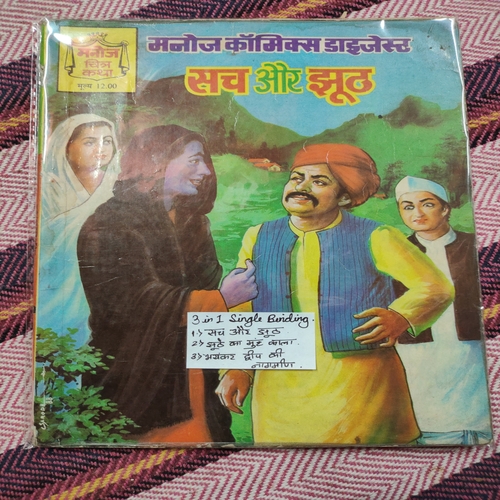 मनोज
चित्र
कथा
मूल्य 12.00
मनोज कॉमिक्स डाइजेस्ट
सच और झूठ
3 in 1 Single Binding.
1) सच और झूठ
2) झूठे का मुंह काला.
3) भयंकर द्वीप की
नागमणि.